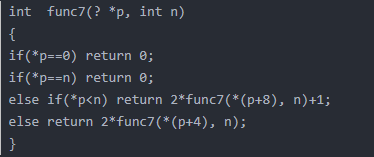 int  func7(? *p, int n)
{
if(*p==0) return 0;
if(*p==n) return 0;
else if(*p<n) return 2*func7(*(p+8), n)+1;
else return 2*func7(*(p+4), n);
}